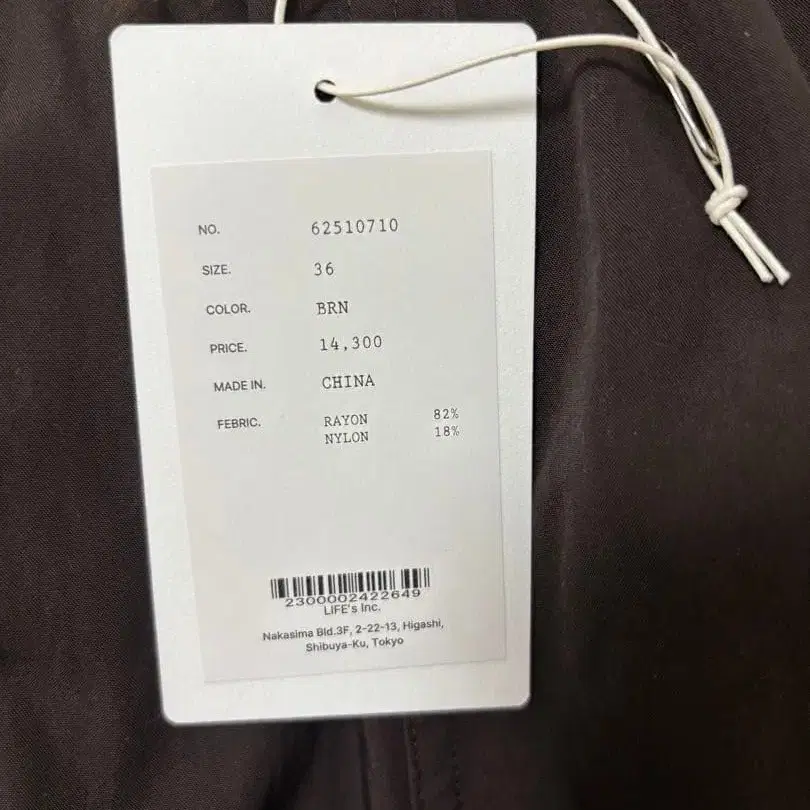 NO. 62510710
SIZE. 36
COLOR. BRN
PRICE. 14,300
MADE IN. CHINA
FEBRIC. RAYON 82%
NYLON 18%
2300002422649
LIFE's Inc.
Nakasima Bld.3F, 2-22-13, Higashi,
Shibuya-Ku, Tokyo